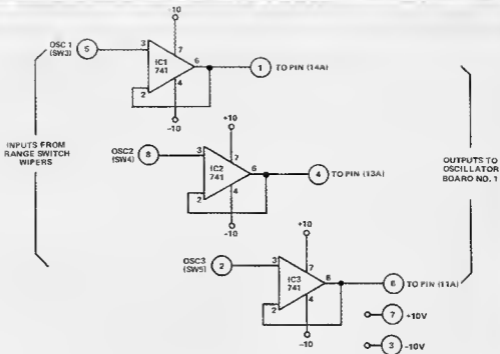 -10
OSC 1
(SW3)
5
3
7
IC1
741
6
2
4
-10
1
TO PIN (14A)
INPUTS FROM
RANGE SWITCH
WIPERS
+10
OSC2
(SW4)
8
3
7
IC2
741
6
2
4
-10
4
TO PIN (13A)
OUTPUTS TO
OSCILLATOR
BOARD NO. 1
+10
OSC3
(SW5)
2
3
7
IC3
741
6
2
4
-10
6
TO PIN (11A)
7
+10V
3
-10V